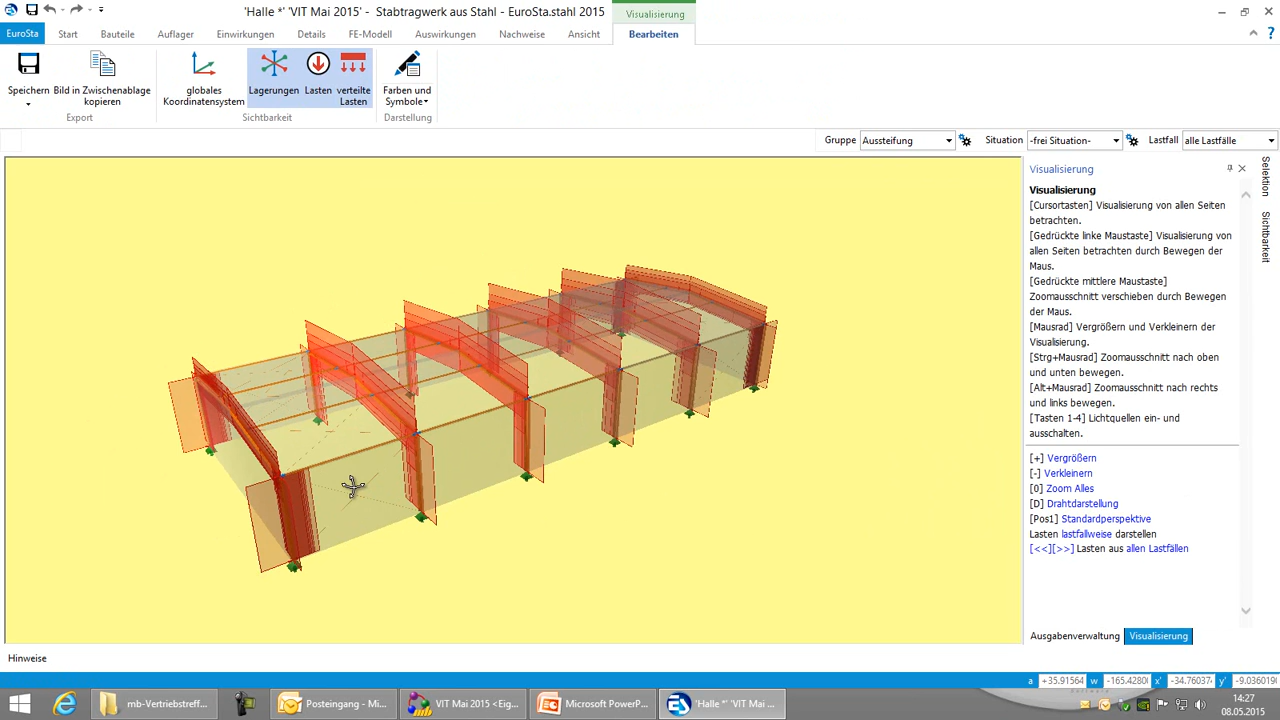 'Halle *' 'VIT Mai 2015' - Stabtragwerk aus Stahl - EuroSta.stahl 2015
Visualisierung
EuroSta Start Bauteile Auflager Einwirkungen Details FE-Modell Auswirkungen Nachweise Ansicht Bearbeiten
Speichern Bild in Zwischenablage kopieren
globales Koordinatensystem Lagerungen Lasten verteilte Lasten
Farben und Symbole
Export Sichtbarkeit Darstellung
Gruppe Aussteifung Situation -frei Situation- Lastfall alle Lastfälle
Visualisierung
Visualisierung
[Cursortasten] Visualisierung von allen Seiten
betrachten.
[Gedrückte linke Maustaste] Visualisierung von
allen Seiten betrachten durch Bewegen der
Maus.
[Gedrückte mittlere Maustaste]
Zoomausschnitt verschieben durch Bewegen
der Maus.
[Mausrad] Vergrößern und Verkleinern der
Visualisierung.
[Strg+Mausrad] Zoomausschnitt nach oben
und unten bewegen.
[Alt+Mausrad] Zoomausschnitt nach rechts
und links bewegen.
[Tasten 1-4] Lichtquellen ein- und
ausschalten.
[+] Vergrößern
[-] Verkleinern
[0] Zoom Alles
[D] Drahtdarstellung
[Pos1] Standardperspektive
Lasten lastfallweise darstellen
[<<][>>] Lasten aus allen Lastfällen
Selektion
Sichtbarkeit
Ausgabenverwaltung Visualisierung
Hinweise
a +35.91564 w -165.42800 x' -34.76037 y'
mb-Vertriebstreff... Posteingang - Mi... VIT Mai 2015 <Eig... Microsoft PowerP... 'Halle *' 'VIT Mai ...
14:27
08.05.2015